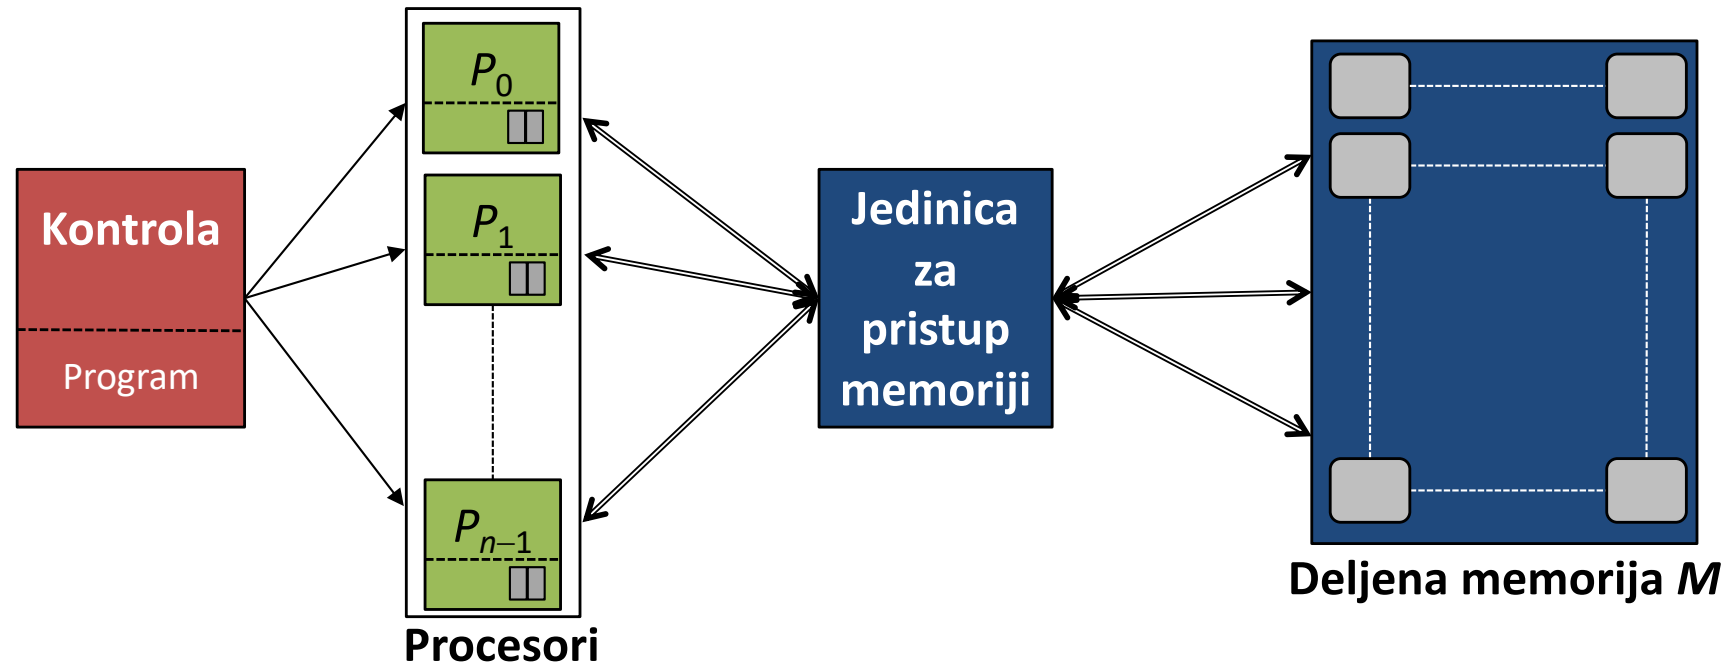 Kontrola
Program
P0
P1
Pn−1
Procesori
Jedinica
za
pristup
memoriji
Deljena memorija M